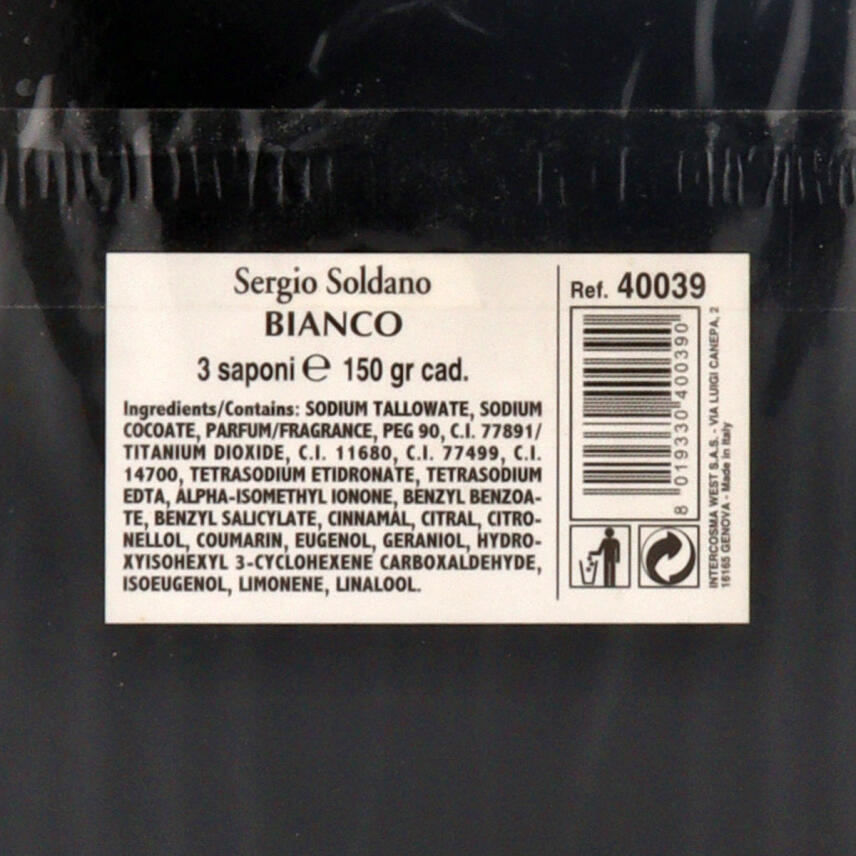 Sergio Soldano
BIANCO
3 saponi ℮ 150 gr cad.
Ingredients/Contains: SODIUM TALLOWATE, SODIUM
COCOATE, PARFUM/FRAGRANCE, PEG 90, C.I. 77891/
TITANIUM DIOXIDE, C.I. 11680, C.I. 77499, C.I.
14700, TETRASODIUM ETIDRONATE, TETRASODIUM
EDTA, ALPHA-ISOMETHYL IONONE, BENZYL BENZOA-
TE, BENZYL SALICYLATE, CINNAMAL, CITRAL, CITRO-
NELLOL, COUMARIN, EUGENOL, GERANIOL, HYDRO-
XYISOHEXYL 3-CYCLOHEXENE CARBOXALDEHYDE,
ISOEUGENOL, LIMONENE, LINALOOL.
Ref. 40039
8 019330 400390
INTERCOSMA WEST S.A.S. - VIA LUIGI CANEPA, 2
16165 GENOVA - Made in Italy